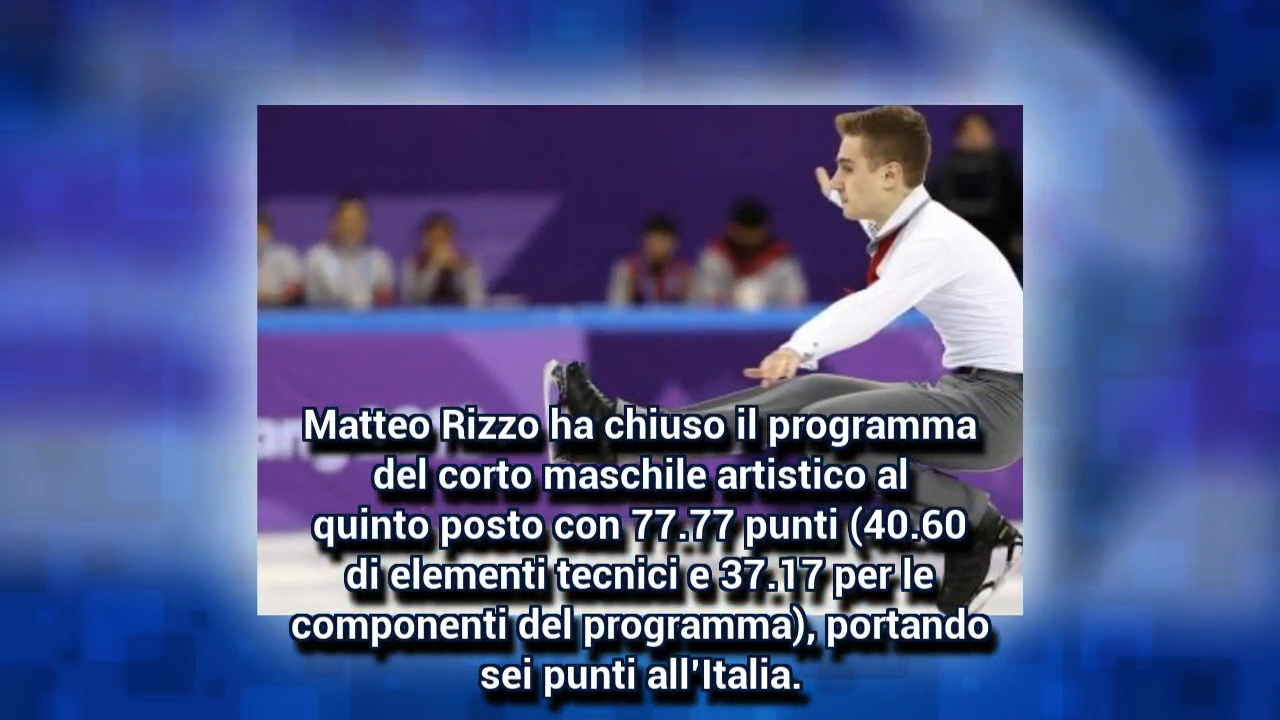 Matteo Rizzo ha chiuso il programma
del corto maschile artistico al
quinto posto con 77.77 punti (40.60
di elementi tecnici e 37.17 per le
componenti del programma), portando
sei punti all'Italia.